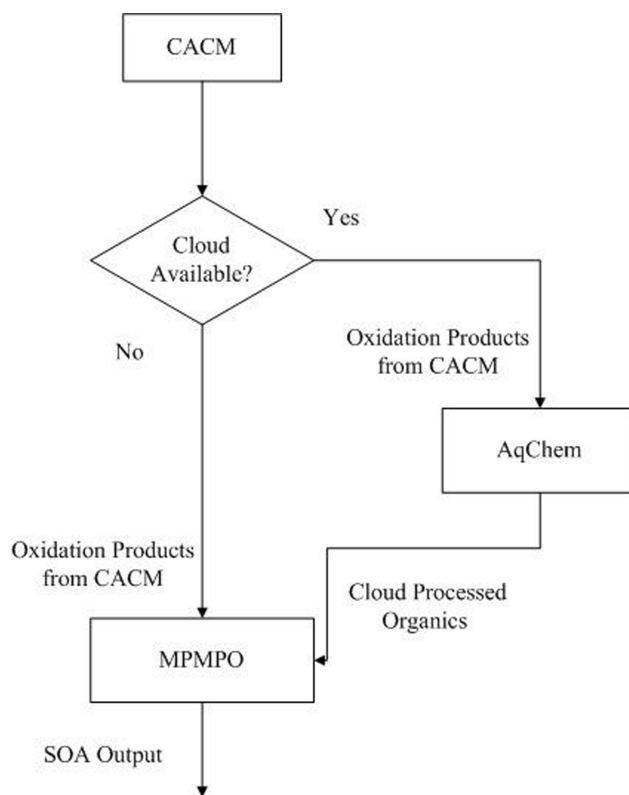 CACM
Yes
Cloud
Available?
No
Oxidation Products
from CACM
AqChem
Oxidation Products
from CACM
Cloud Processed
Organics
MPMPO
SOA Output